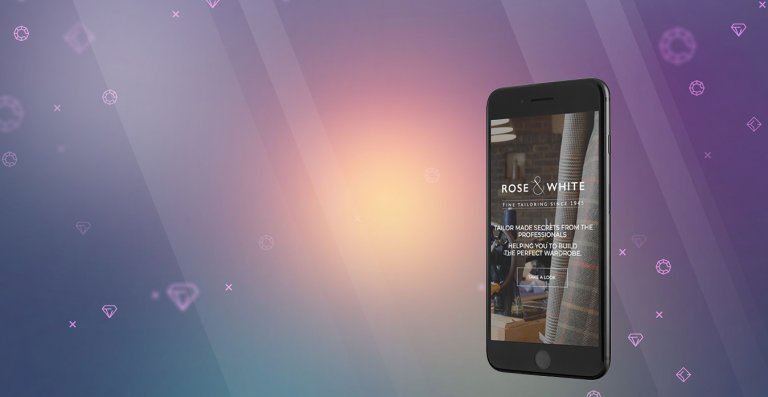 ROSE & WHITE
FINE TAILORING SINCE 1945
TAILOR MADE SECRETS FROM THE
PROFESSIONALS
HELPING YOU TO BUILD
THE PERFECT WARDROBE.
TAKE A LOOK